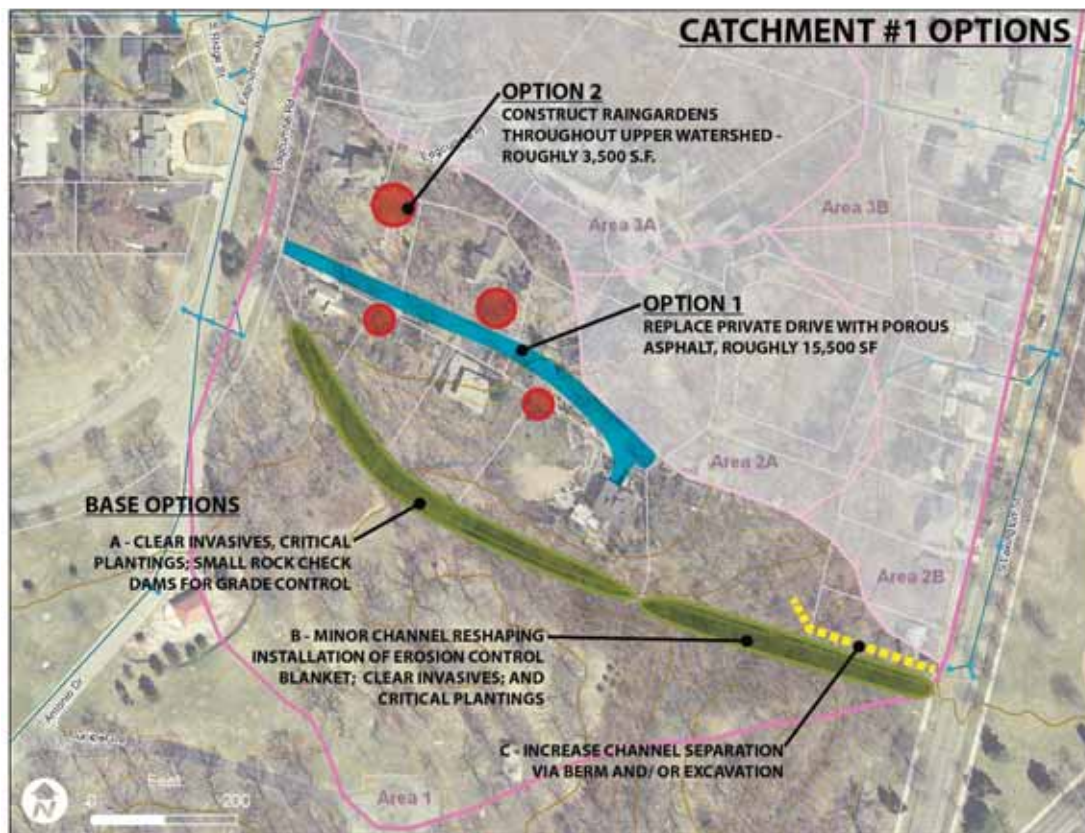 CATCHMENT #1 OPTIONS
OPTION 2
CONSTRUCT RAINGARDENS
THROUGHOUT UPPER WATERSHED -
ROUGHLY 3,500 S.F.
Area 3A
Area 3B
OPTION 1
REPLACE PRIVATE DRIVE WITH POROUS
ASPHALT, ROUGHLY 15,500 SF
Area 2A
BASE OPTIONS
A - CLEAR INVASIVES, CRITICAL
PLANTINGS; SMALL ROCK CHECK
DAMS FOR GRADE CONTROL
Area 2B
B - MINOR CHANNEL RESHAPING
INSTALLATION OF EROSION CONTROL
BLANKET; CLEAR INVASIVES; AND
CRITICAL PLANTINGS
Antonio Dr
C - INCREASE CHANNEL SEPARATION
VIA BERM AND/ OR EXCAVATION
Area 1
N
0
200